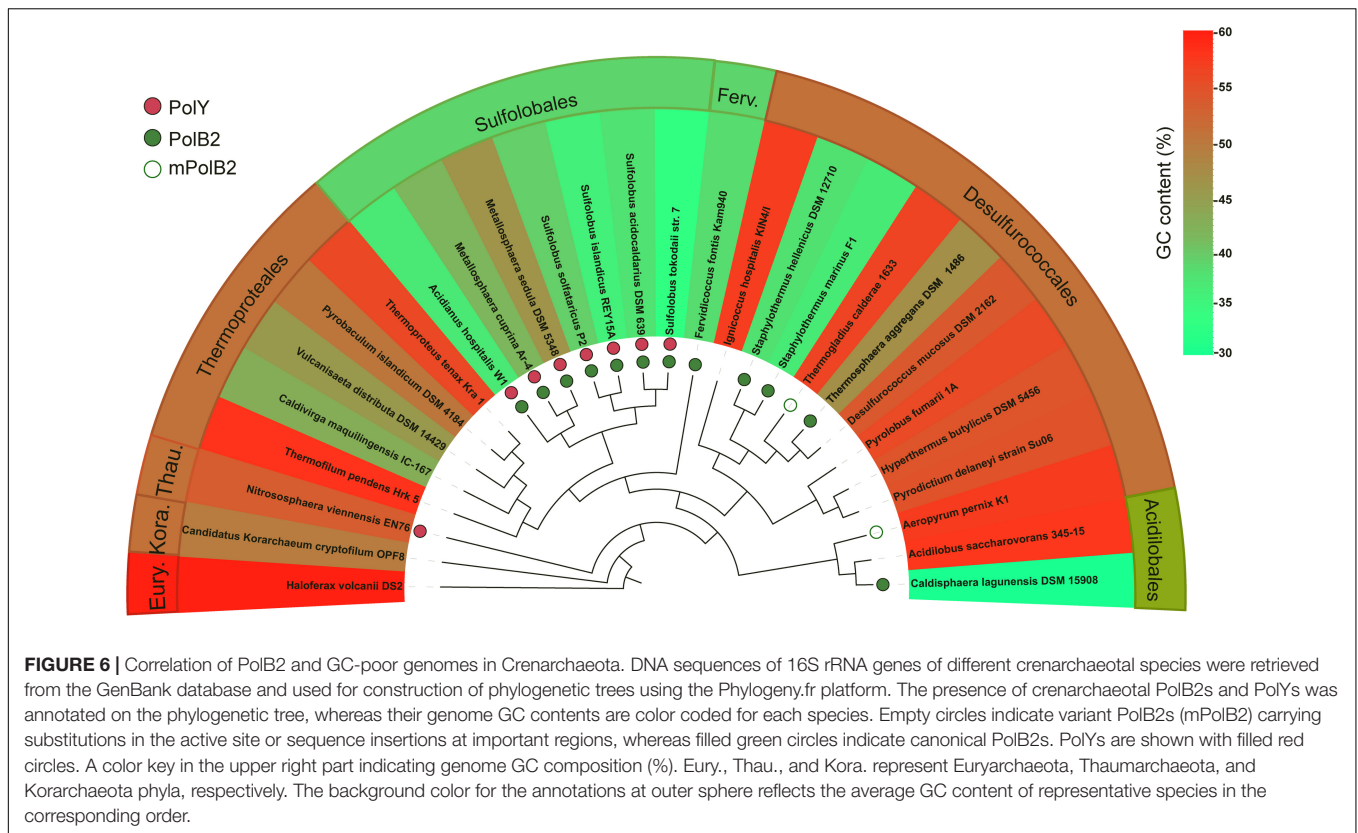 PolY
PolB2
mPolB2
Eury.
Kora.
Thau.
Thermoproteales
Sulfolobales
Ferv.
Desulfurococcales
Acidilobales
Haloferax volcanii DS2
Candidatus Korarchaeum cryptofilum OPF8
Nitrososphaera viennensis EN76
Thermofilum pendens Hrk 5
Caldivirga maquilingensis IC-167
Vulcanisaeta distributa DSM 14429
Pyrobaculum islandicum DSM 4184
Thermoproteus tenax Kra 1
Acidianus hospitalis W1
Metallosphaera cuprina Ar-4
Metallosphaera sedula DSM 5348
Sulfolobus solfataricus P2
Sulfolobus islandicus REY15A
Sulfolobus acidocaldarius DSM 639
Sulfolobus tokodaii str. 7
Fervidicoccus fontis Kam940
Ignicoccus hospitalis KIN4/I
Staphylothermus hellenicus DSM 12710
Staphylothermus marinus F1
Thermogladius calderae 1633
Thermosphaera aggregans DSM 1486
Desulfurococcus mucosus DSM 2162
Pyrolobus fumarii 1A
Hyperthermus butylicus DSM 5456
Pyrodictium delaneyi strain Su06
Aeropyrum pernix K1
Acidilobus saccharovorans 345-15
Caldisphaera lagunensis DSM 15908
GC content (%)
-60
-55
-50
-45
-40
-35
-30
FIGURE 6 | Correlation of PolB2 and GC-poor genomes in Crenarchaeota. DNA sequences of 16S rRNA genes of different crenarchaeotal species were retrieved
from the GenBank database and used for construction of phylogenetic trees using the Phylogeny.fr platform. The presence of crenarchaeotal PolB2s and PolYs was
annotated on the phylogenetic tree, whereas their genome GC contents are color coded for each species. Empty circles indicate variant PolB2s (mPolB2) carrying
substitutions in the active site or sequence insertions at important regions, whereas filled green circles indicate canonical PolB2s. PolYs are shown with filled red
circles. A color key in the upper right part indicating genome GC composition (%). Eury., Thau., and Kora. represent Euryarchaeota, Thaumarchaeota, and
Korarchaeota phyla, respectively. The background color for the annotations at outer sphere reflects the average GC content of representative species in the
corresponding order.